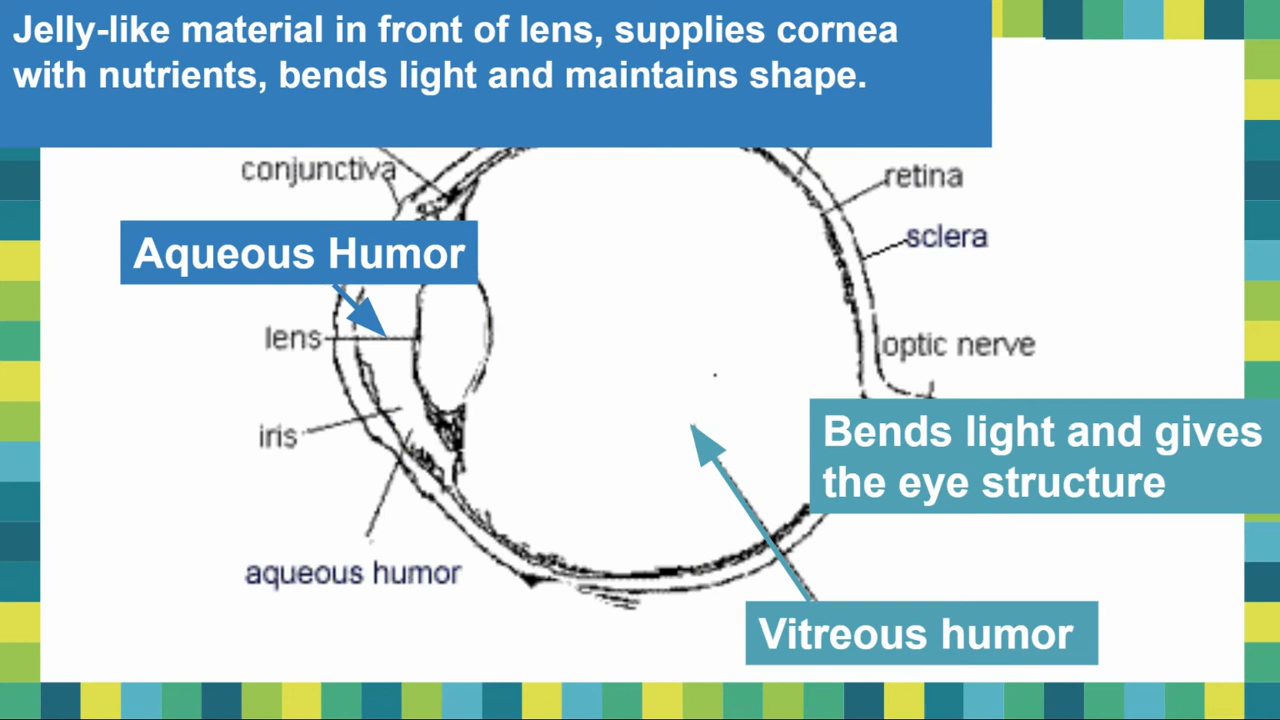 Jelly-like material in front of lens, supplies cornea
with nutrients, bends light and maintains shape.
conjunctiva
retina
sclera
Aqueous Humor
lens
optic nerve
iris
Bends light and gives
the eye structure
aqueous humor
Vitreous humor